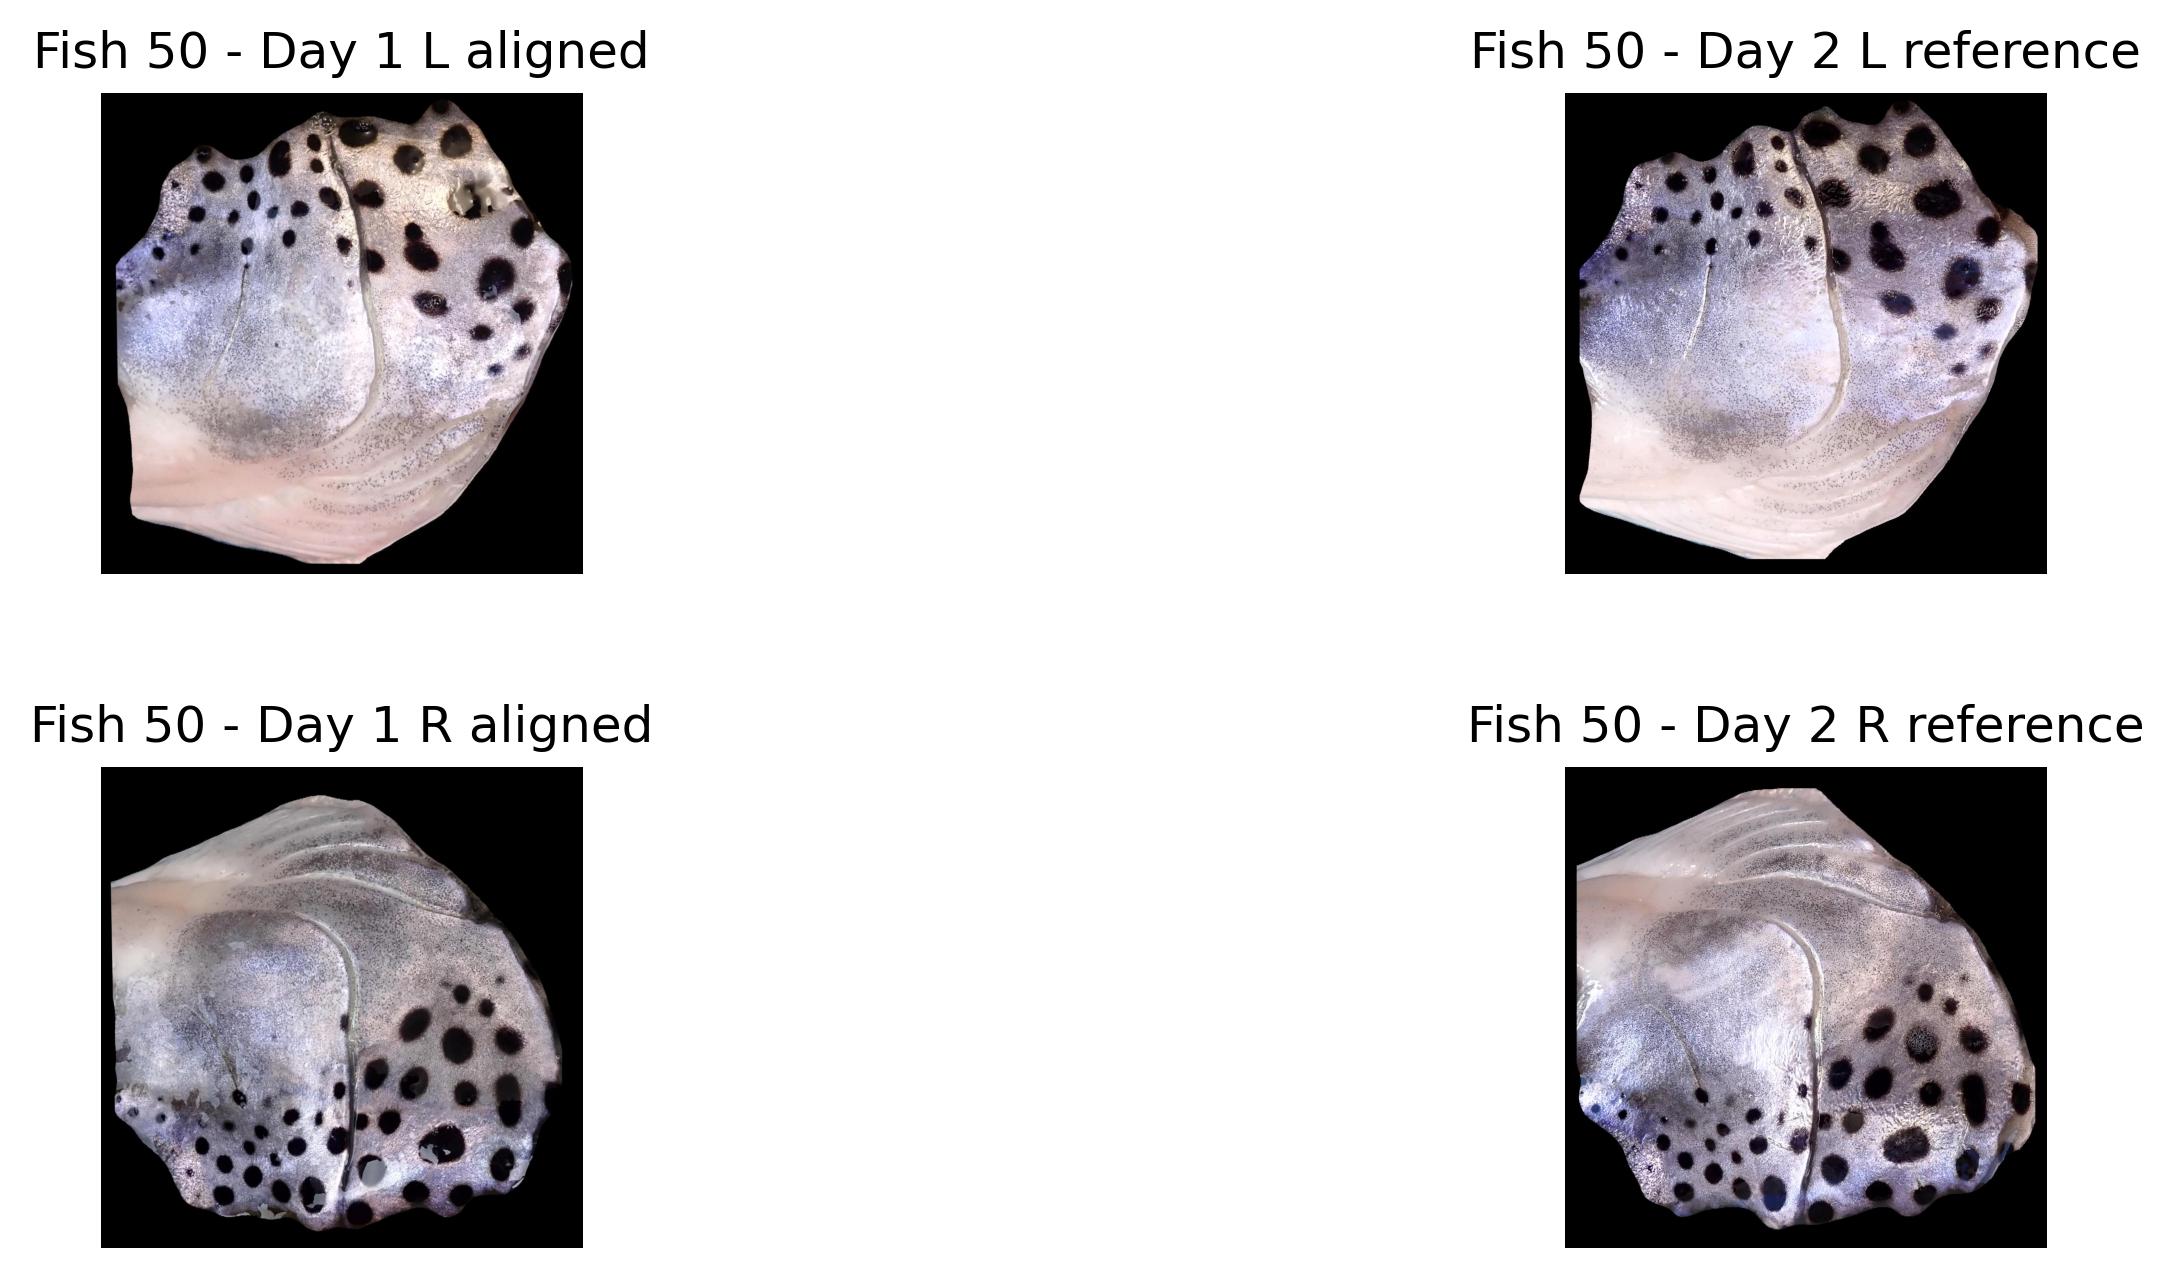 Fish 50 - Day 1 L aligned
Fish 50 - Day 2 L reference
Fish 50 - Day 1 R aligned
Fish 50 - Day 2 R reference